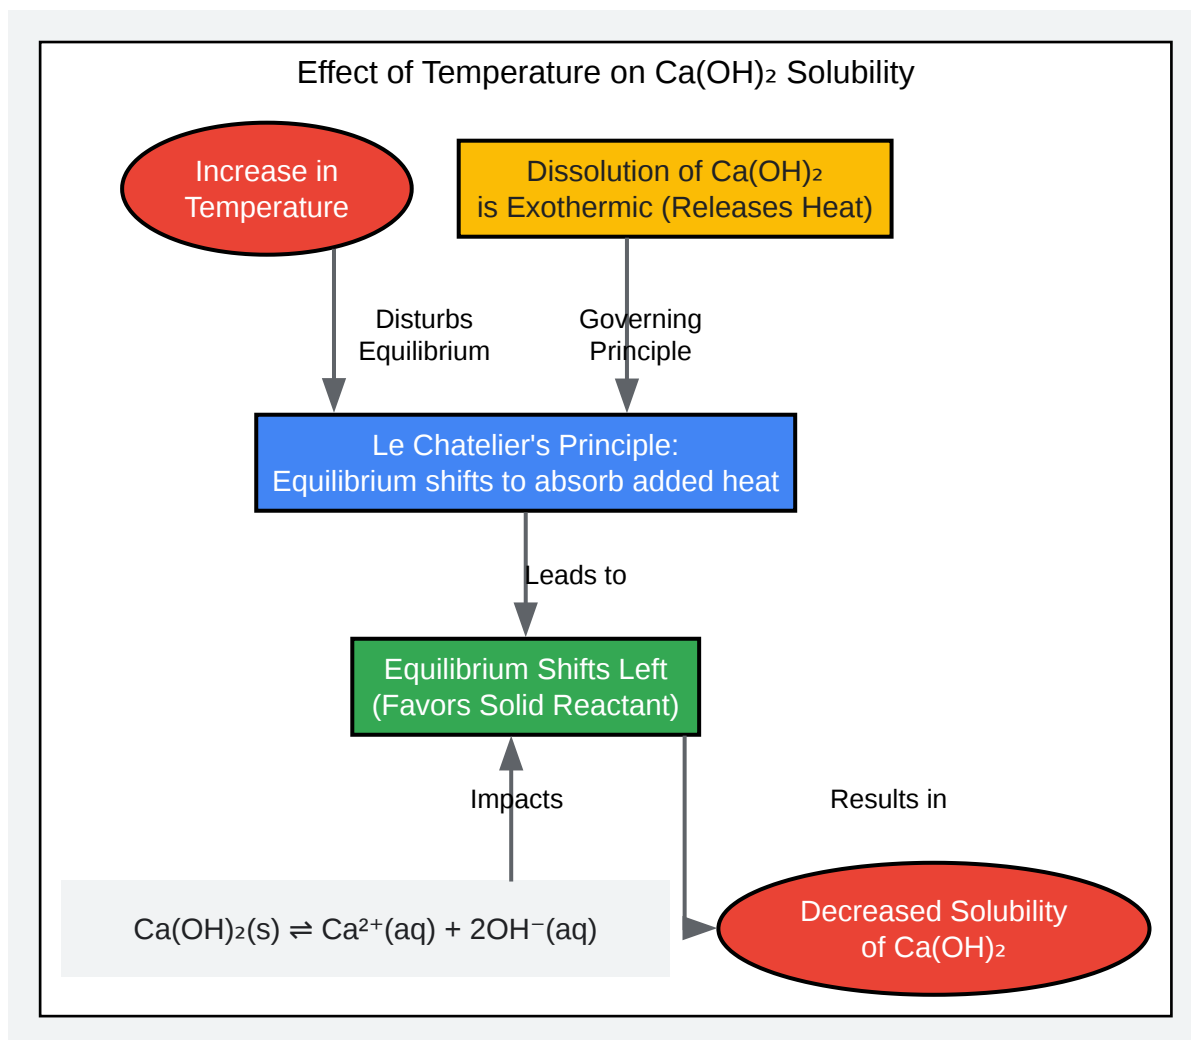 Effect of Temperature on Ca(OH)₂ Solubility
Increase in
Temperature
Dissolution of Ca(OH)₂
is Exothermic (Releases Heat)
Disturbs
Equilibrium
Governing
Principle
Le Chatelier's Principle:
Equilibrium shifts to absorb added heat
Leads to
Equilibrium Shifts Left
(Favors Solid Reactant)
Impacts
Results in
Ca(OH)₂(s) ⇌ Ca²⁺(aq) + 2OH⁻(aq)
Decreased Solubility
of Ca(OH)₂